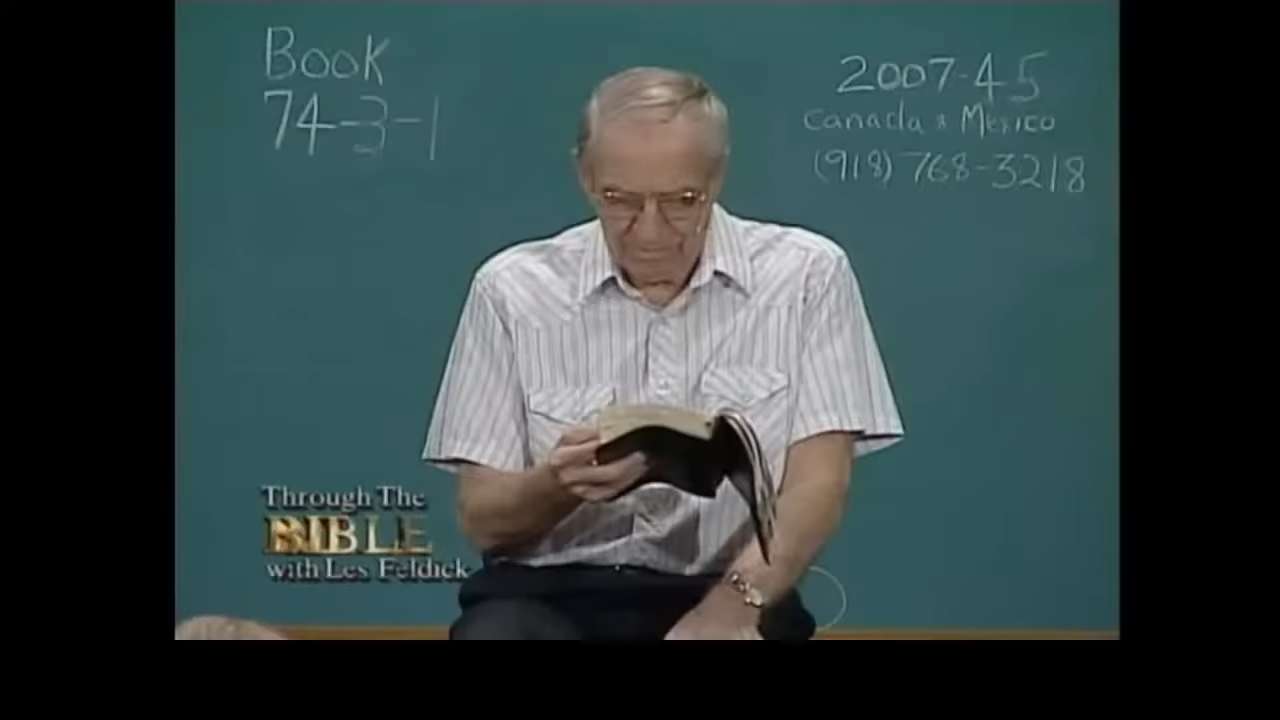 Book
74-3-1
2007-45
Canada & Mexico
(918) 768-3218
Through The
BIBLE
with Les Feldick